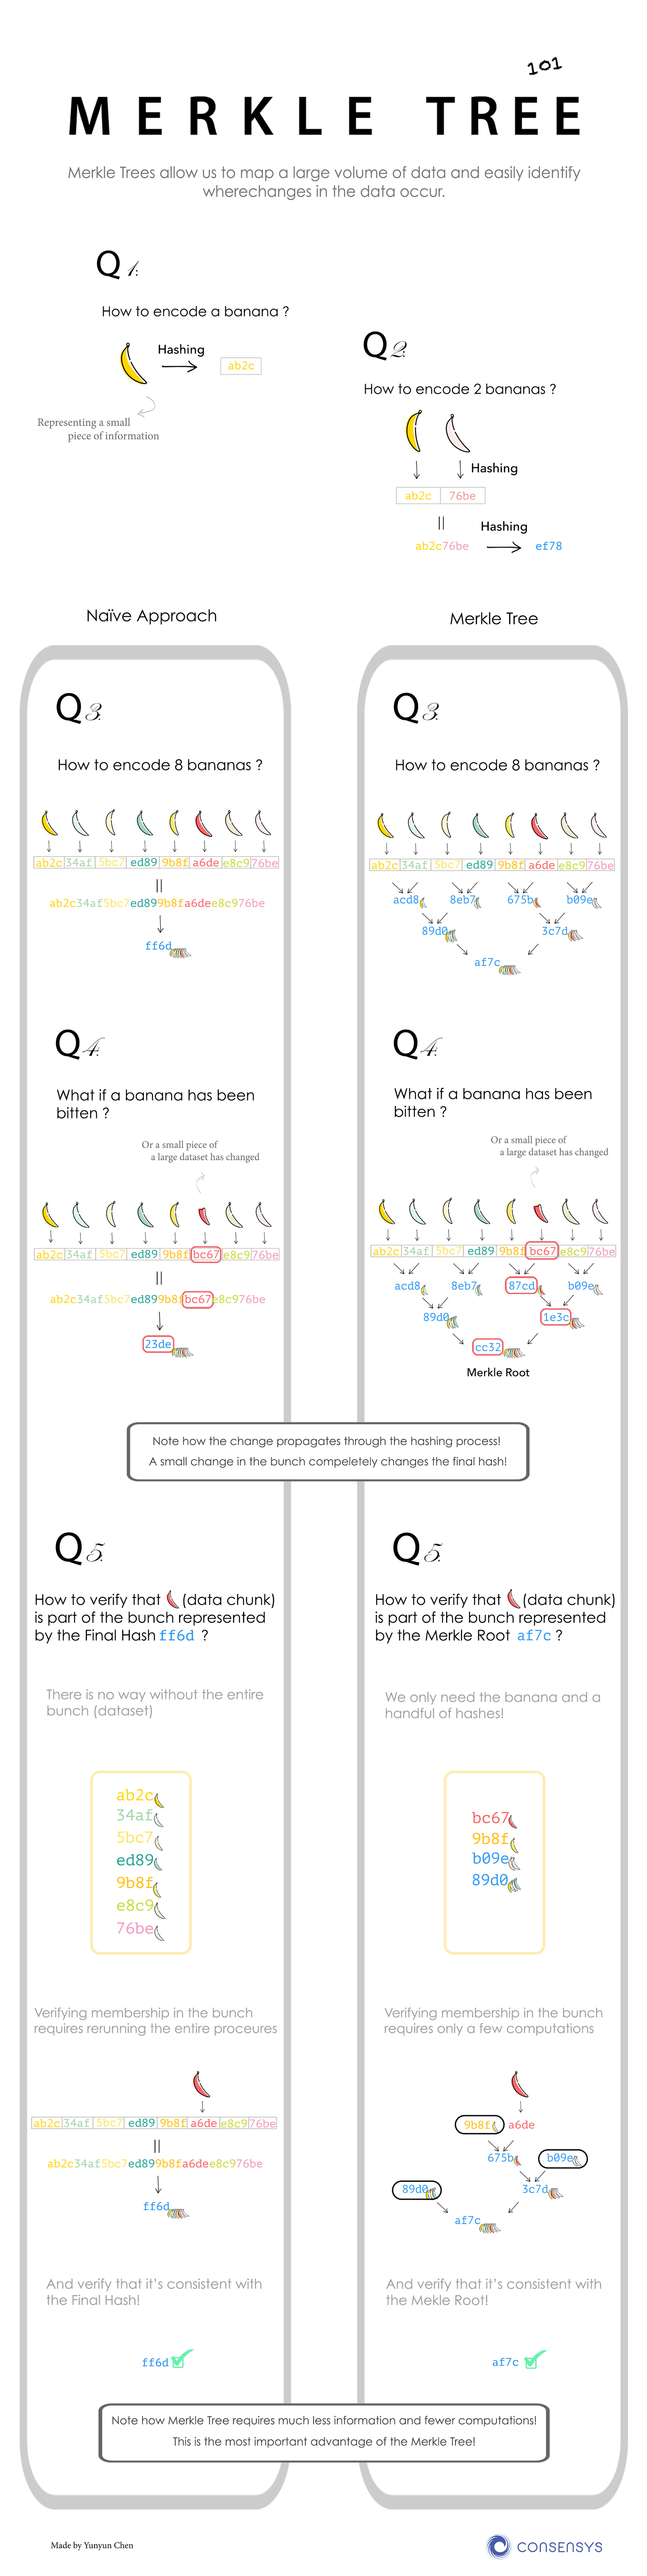 101
MERKLE TREE
Merkle Trees allow us to map a large volume of data and easily identify
wherechanges in the data occur.
Q1:
How to encode a banana ?
Hashing
ab2c
Representing a small
piece of information
Q2:
How to encode 2 bananas ?
Hashing
ab2c 76be
||
Hashing
ab2c76be
ef78
Naïve Approach
Q3:
How to encode 8 bananas ?
ab2c 34af 5bc7 ed89 9b8f a6de e8c9 76be
||
ab2c34af5bc7ed899b8fa6dee8c976be
ff6d
Q4:
What if a banana has been
bitten ?
Or a small piece of
a large dataset has changed
ab2c 34af 5bc7 ed89 9b8f bc67 e8c9 76be
||
ab2c34af5bc7ed899b8fbc67e8c976be
23de
Merkle Tree
Q3:
How to encode 8 bananas ?
ab2c 34af 5bc7 ed89 9b8f a6de e8c9 76be
acd8 8eb7 675b b09e
89d0 3c7d
af7c
Q4:
What if a banana has been
bitten ?
Or a small piece of
a large dataset has changed
ab2c 34af 5bc7 ed89 9b8f bc67 e8c9 76be
acd8 8eb7 87cd b09e
89d0 1e3c
cc32
Merkle Root
Note how the change propagates through the hashing process!
A small change in the bunch compeletely changes the final hash!
Q5:
How to verify that (data chunk)
is part of the bunch represented
by the Final Hash ff6d ?
There is no way without the entire
bunch (dataset)
ab2c
34af
5bc7
ed89
9b8f
e8c9
76be
Verifying membership in the bunch
requires rerunning the entire proceures
ab2c 34af 5bc7 ed89 9b8f a6de e8c9 76be
||
ab2c34af5bc7ed899b8fa6dee8c976be
ff6d
And verify that it's consistent with
the Final Hash!
ff6d
Q5:
How to verify that (data chunk)
is part of the bunch represented
by the Merkle Root af7c ?
We only need the banana and a
handful of hashes!
bc67
9b8f
b09e
89d0
Verifying membership in the bunch
requires only a few computations
9b8f a6de
675b b09e
89d0 3c7d
af7c
And verify that it's consistent with
the Mekle Root!
af7c
Note how Merkle Tree requires much less information and fewer computations!
This is the most important advantage of the Merkle Tree!
Made by Yunyun Chen
CONSENSYS